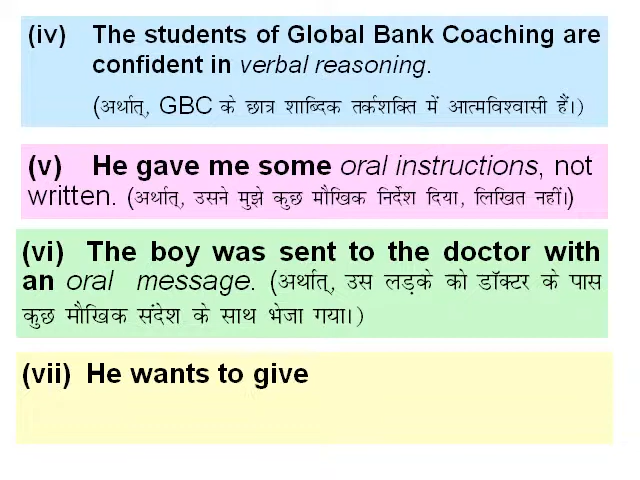 (iv) The students of Global Bank Coaching are
confident in verbal reasoning.
(अर्थात्, GBC के छात्र शाब्दिक तर्कशक्ति में आत्मविश्वासी हैं।)
(v) He gave me some oral instructions, not
written. (अर्थात्, उसने मुझे कुछ मौखिक निर्देश दिया, लिखित नहीं।)
(vi) The boy was sent to the doctor with
an oral message. (अर्थात्, उस लड़के को डॉक्टर के पास
कुछ मौखिक संदेश के साथ भेजा गया।)
(vii) He wants to give